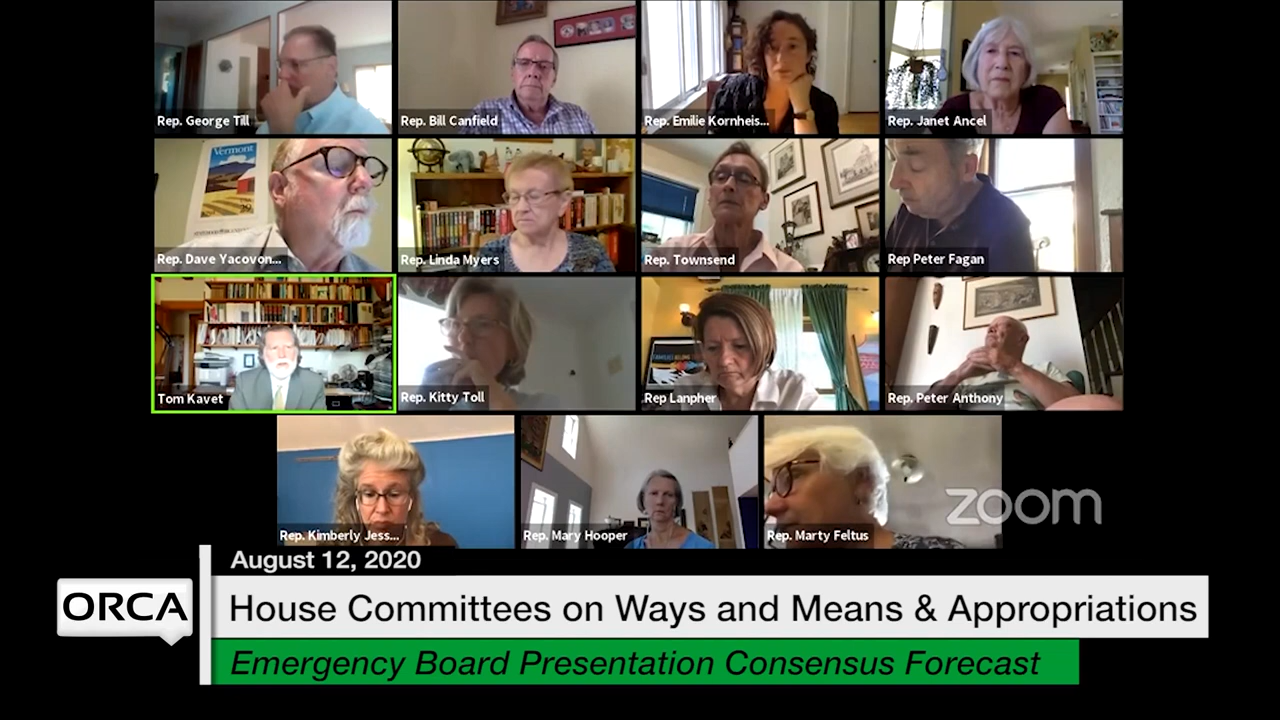 Rep. George Till
Rep. Bill Canfield
Rep. Emilie Kornheis...
Rep. Janet Ancel
Vermont
Rep. Dave Yacovon...
Rep. Linda Myers
Rep. Townsend
Rep Peter Fagan
Tom Kavet
Rep. Kitty Toll
Rep Lanpher
Rep. Peter Anthony
Rep. Kimberly Jess...
Rep. Mary Hooper
Rep. Marty Feltus
zoom
August 12, 2020
ORCA
House Committees on Ways and Means & Appropriations
Emergency Board Presentation Consensus Forecast